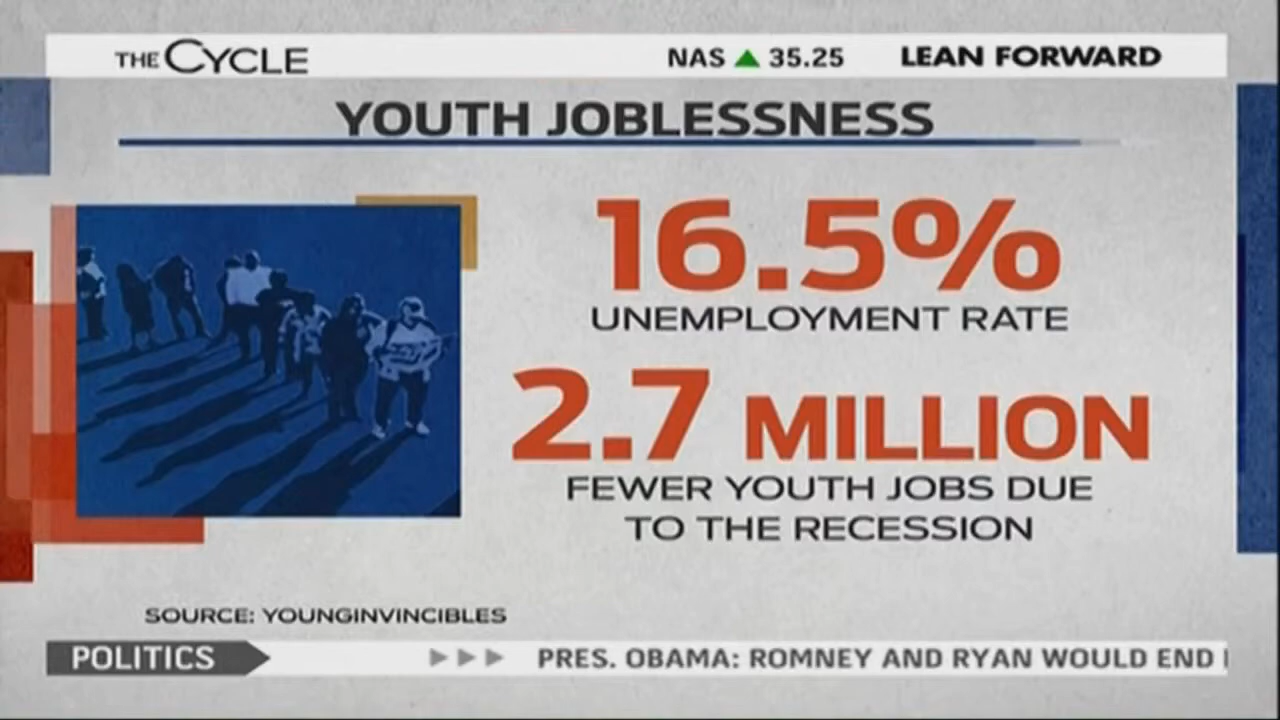 THE CYCLE
NAS ▲ 35.25
LEAN FORWARD
YOUTH JOBLESSNESS
16.5%
UNEMPLOYMENT RATE
2.7 MILLION
FEWER YOUTH JOBS DUE
TO THE RECESSION
SOURCE: YOUNGINVINCIBLES
POLITICS
PRES. OBAMA: ROMNEY AND RYAN WOULD END